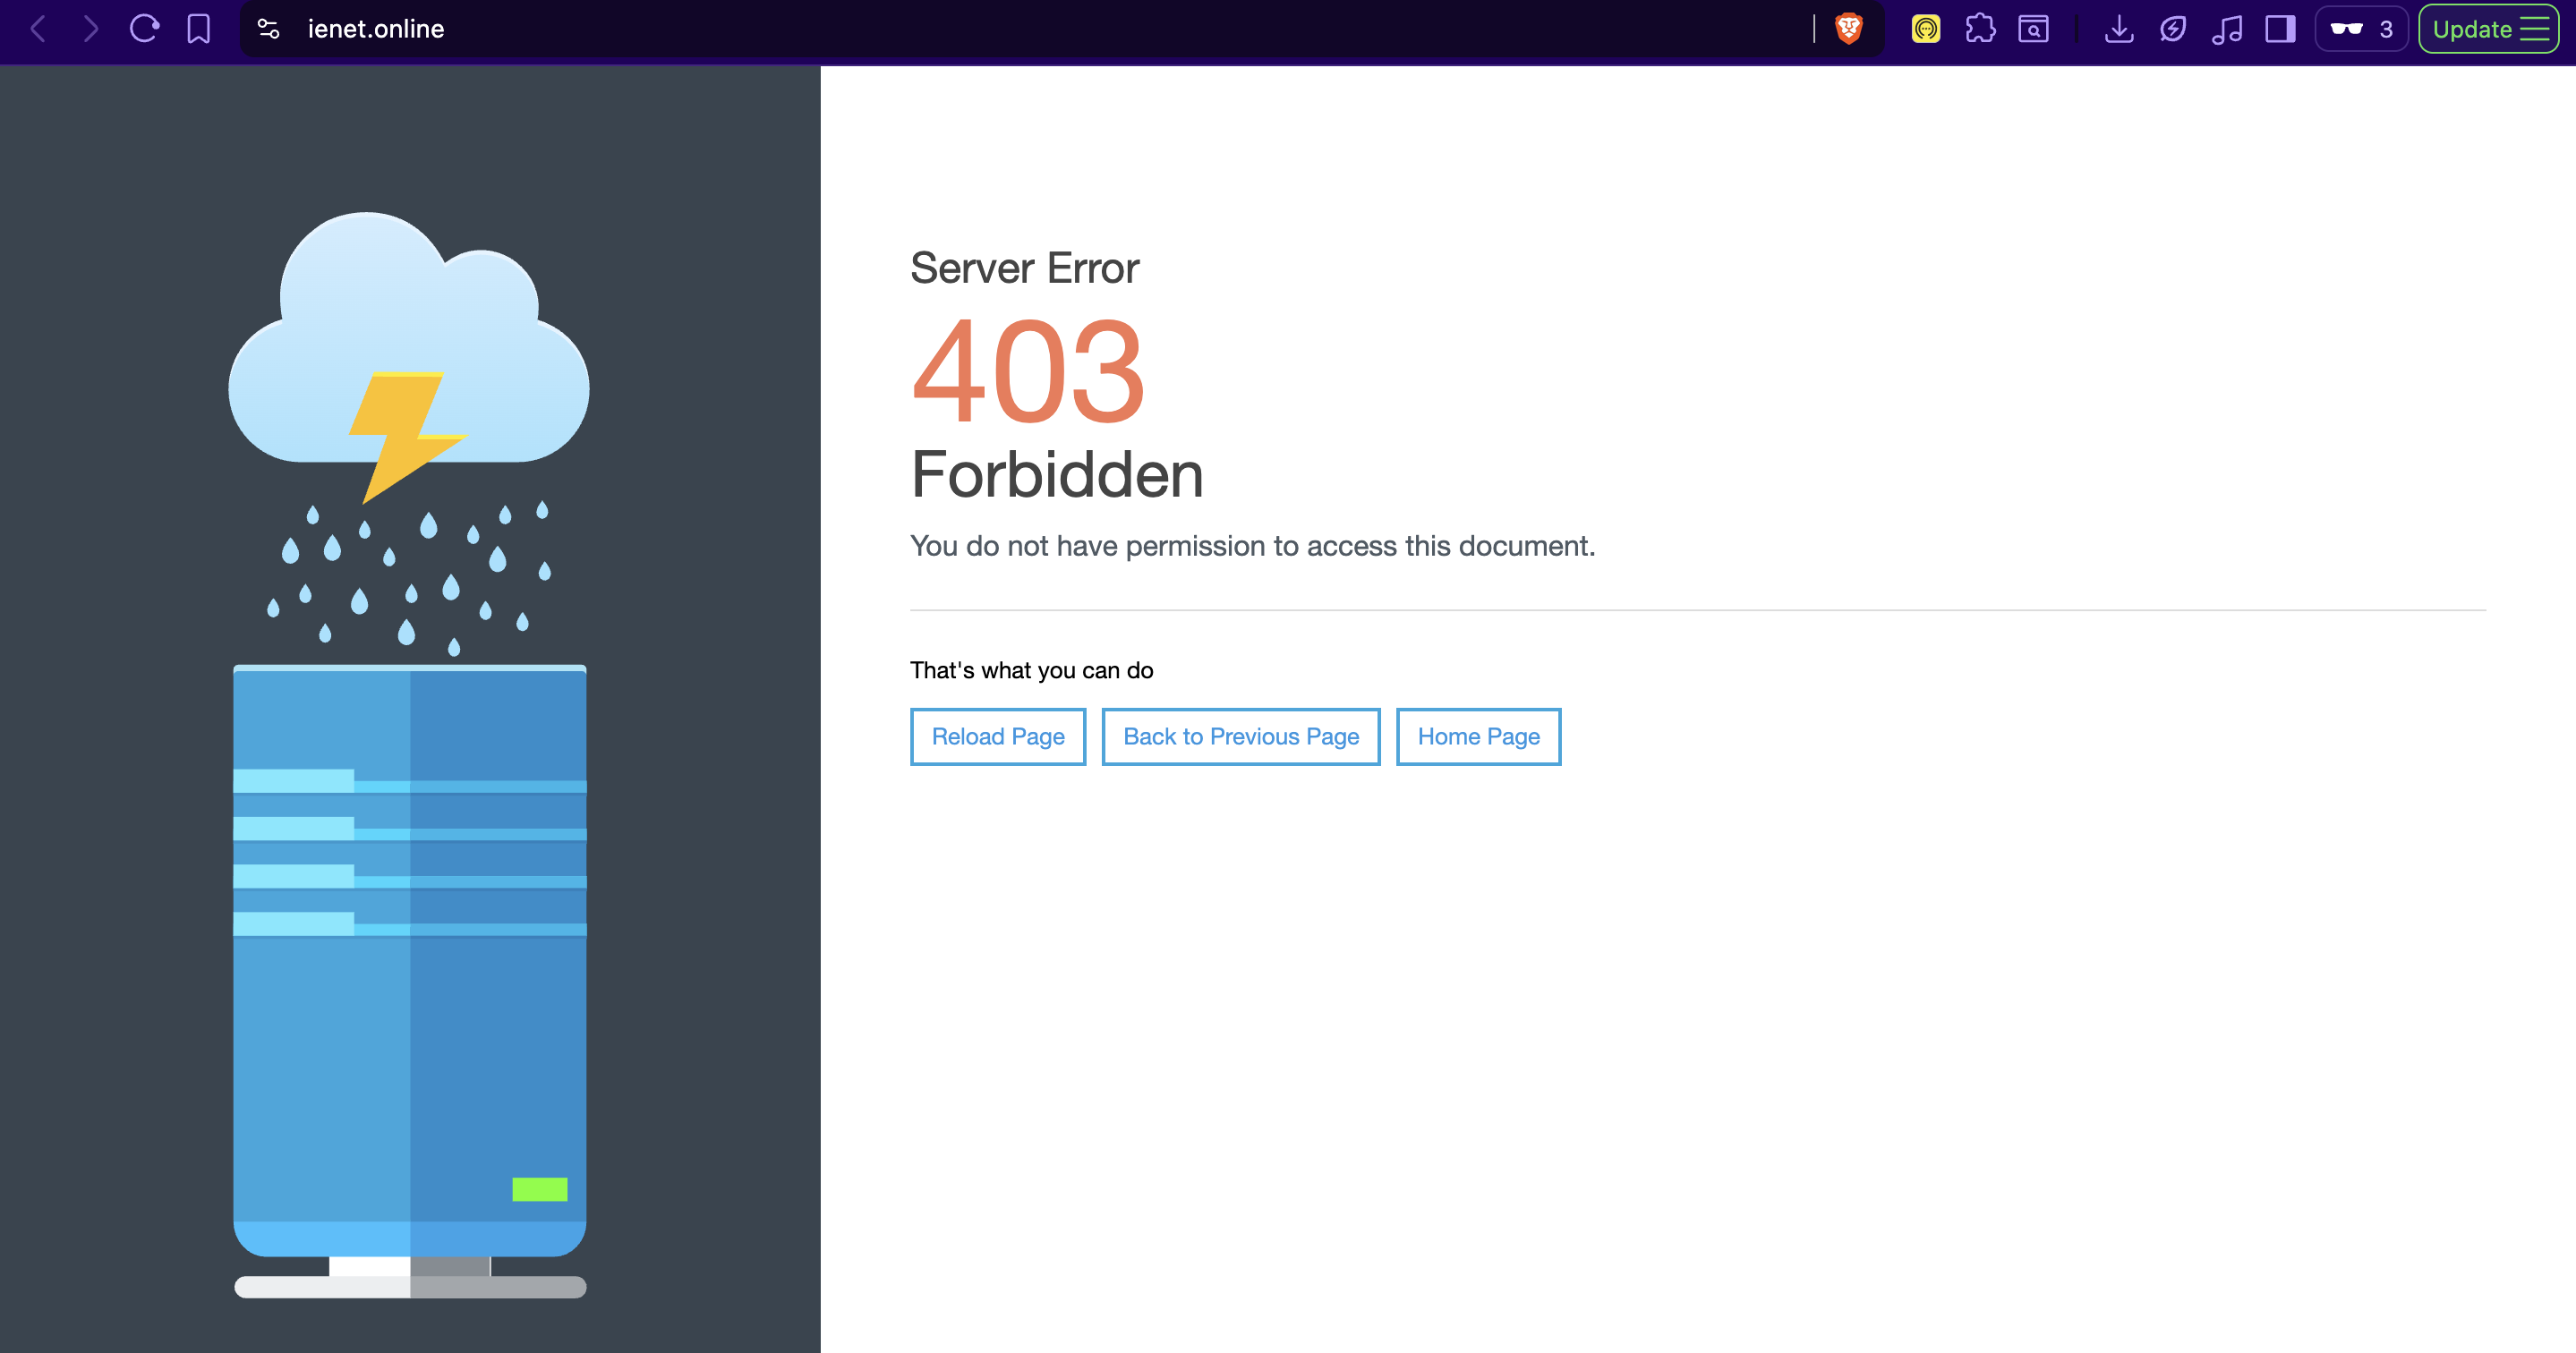 ienet.online
3
Update
Server Error
403
Forbidden
You do not have permission to access this document.
That's what you can do
Reload Page
Back to Previous Page
Home Page